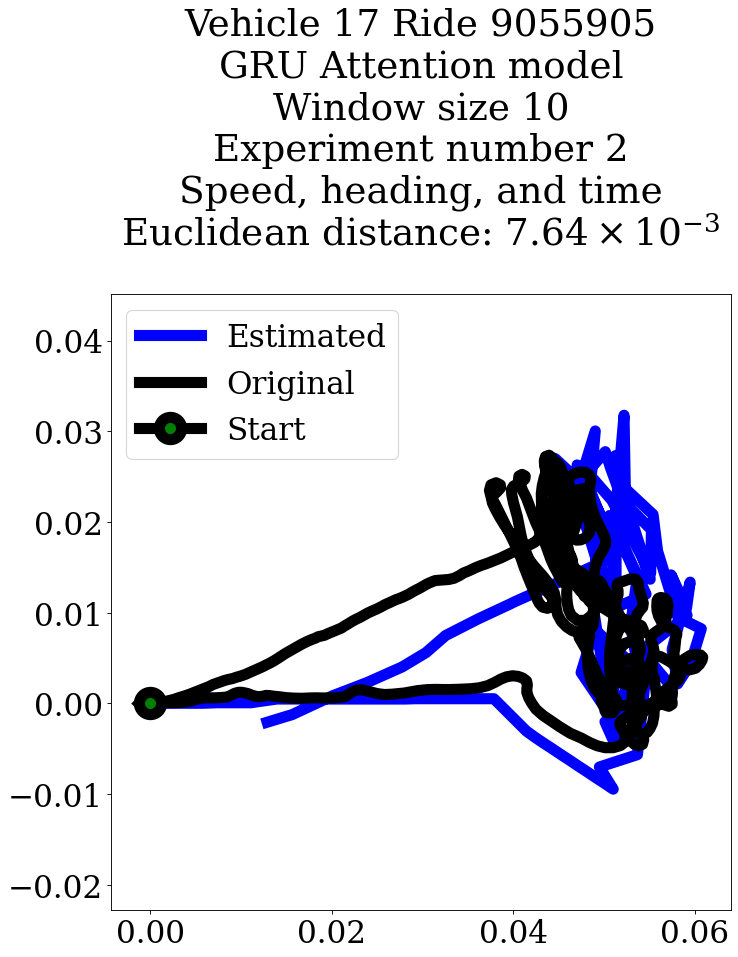 Vehicle 17 Ride 9055905
GRU Attention model
Window size 10
Experiment number 2
Speed, heading, and time
Euclidean distance: 7.64 × 10⁻³
Estimated
Original
Start
0.04
0.03
0.02
0.01
0.00
−0.01
−0.02
0.00 0.02 0.04 0.06